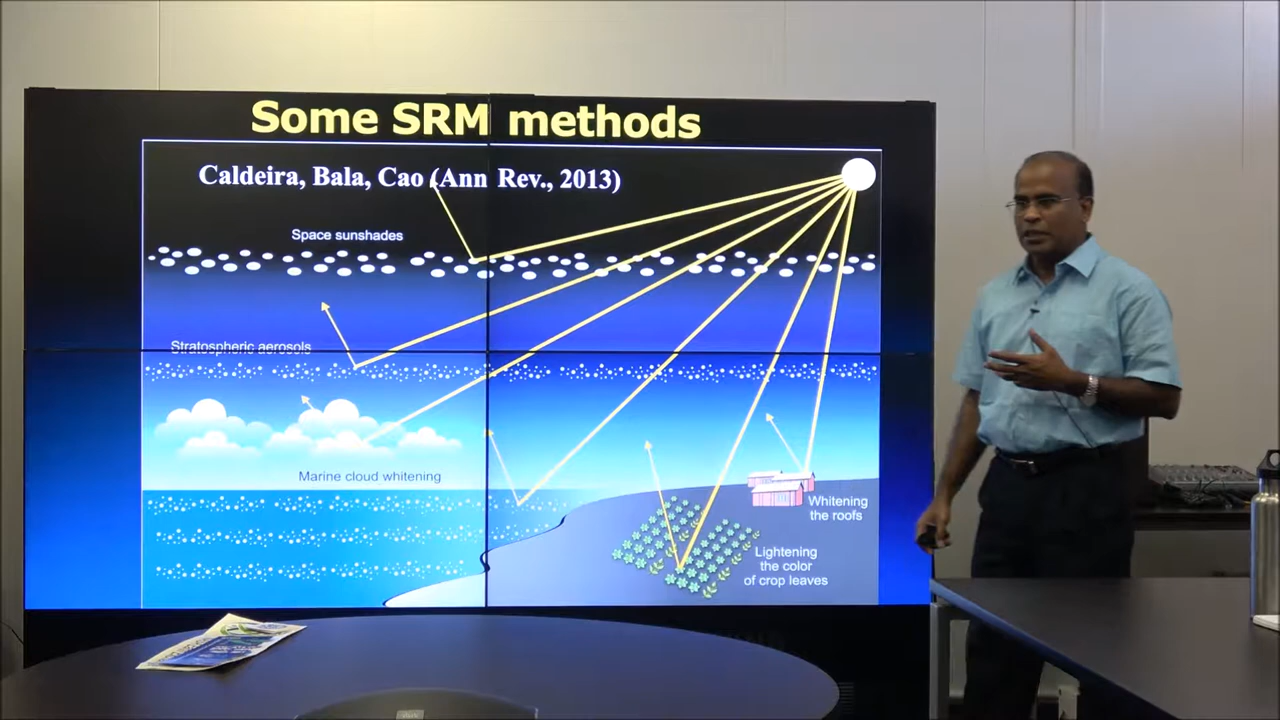 Some SRM methods
Caldeira, Bala, Cao (Ann Rev., 2013)
Space sunshades
Stratospheric aerosols
Marine cloud whitening
Whitening
the roofs
Lightening
the color
of crop leaves